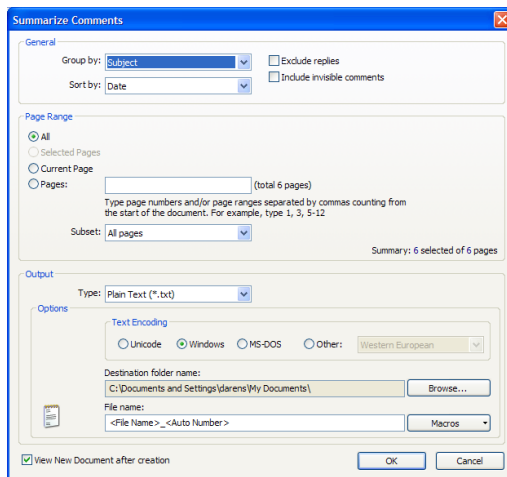 Summarize Comments
General
Group by: Subject
Exclude replies
Sort by: Date
Include invisible comments
Page Range
All
Selected Pages
Current Page
Pages: (total 6 pages)
Type page numbers and/or page ranges separated by commas counting from
the start of the document. For example, type 1, 3, 5-12
Subset: All pages
Summary: 6 selected of 6 pages
Output
Type: Plain Text (*.txt)
Options
Text Encoding
Unicode Windows MS-DOS Other: Western European
Destination folder name:
C:\Documents and Settings\darens\My Documents\ Browse...
File name:
<File Name>_<Auto Number> Macros
View New Document after creation OK Cancel